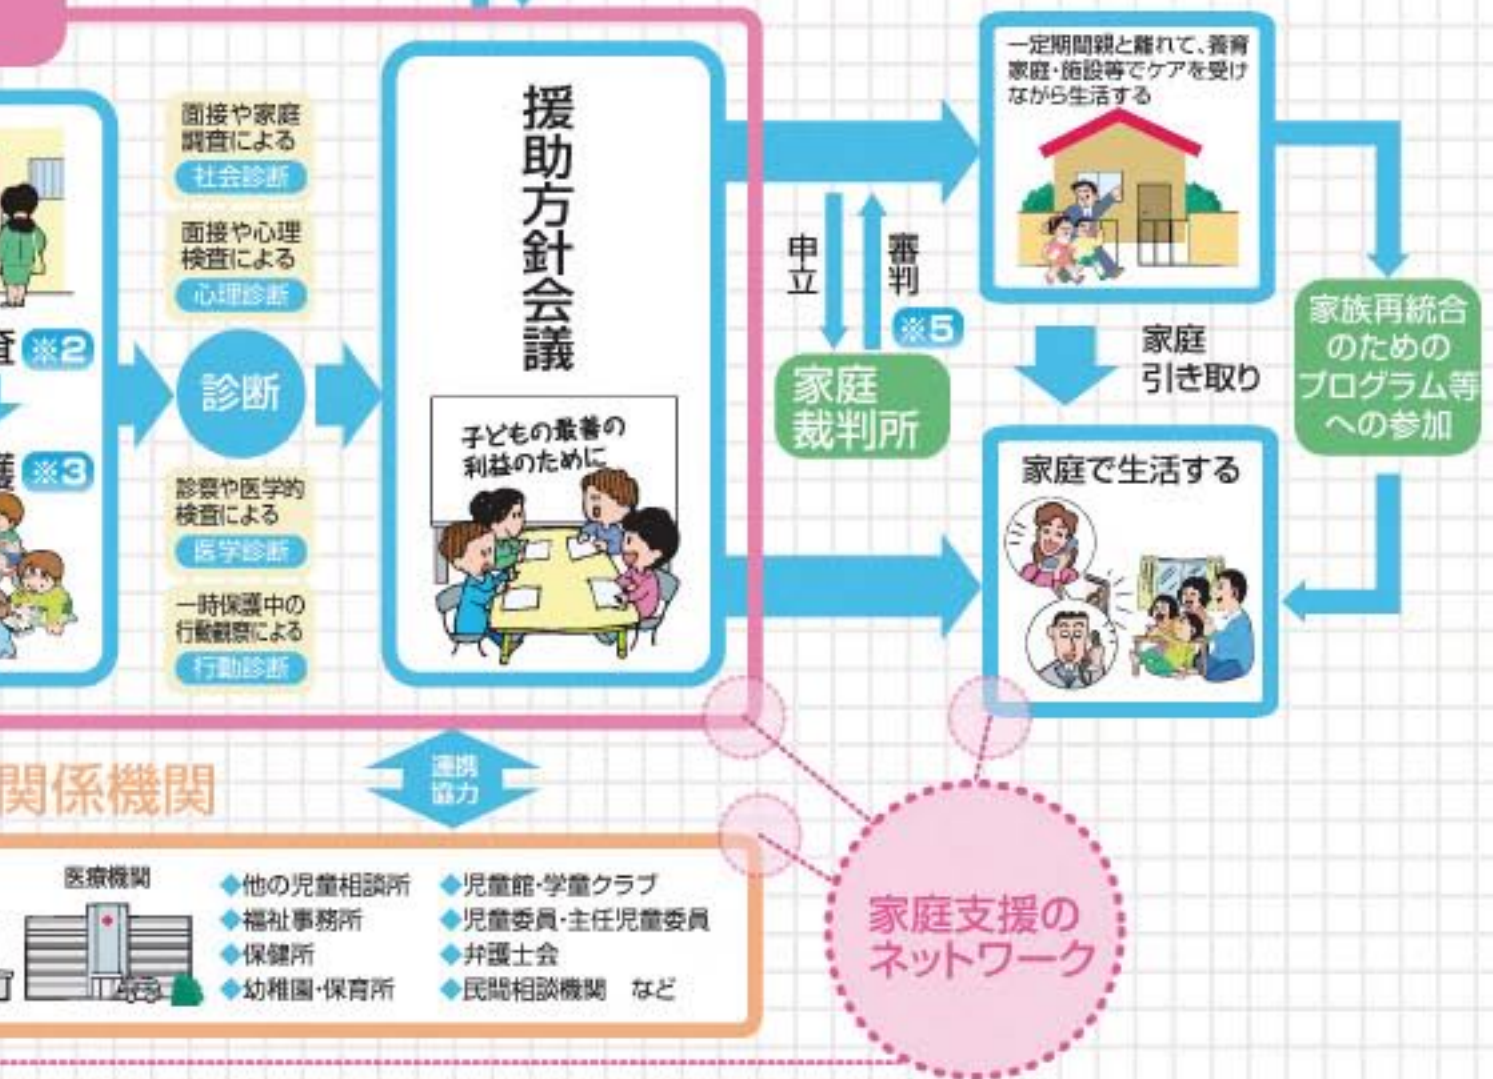 面接や家庭
調査による
社会診断
面接や心理
検査による
心理診断
※2
診断
※3
診察や医学的
検査による
医学診断
一時保護中の
行動観察による
行動診断
援助方針会議
子どもの最善の
利益のために
申立
審判
※5
家庭
裁判所
一定期間親と離れて、養育
家庭・施設等でケアを受け
ながら生活する
家庭
引き取り
家族再統合
のための
プログラム等
への参加
家庭で生活する
連携
協力
関係機関
医療機関
◆他の児童相談所
◆福祉事務所
◆保健所
◆幼稚園・保育所
◆児童館・学童クラブ
◆児童委員・主任児童委員
◆弁護士会
◆民間相談機関 など
家庭支援の
ネットワーク